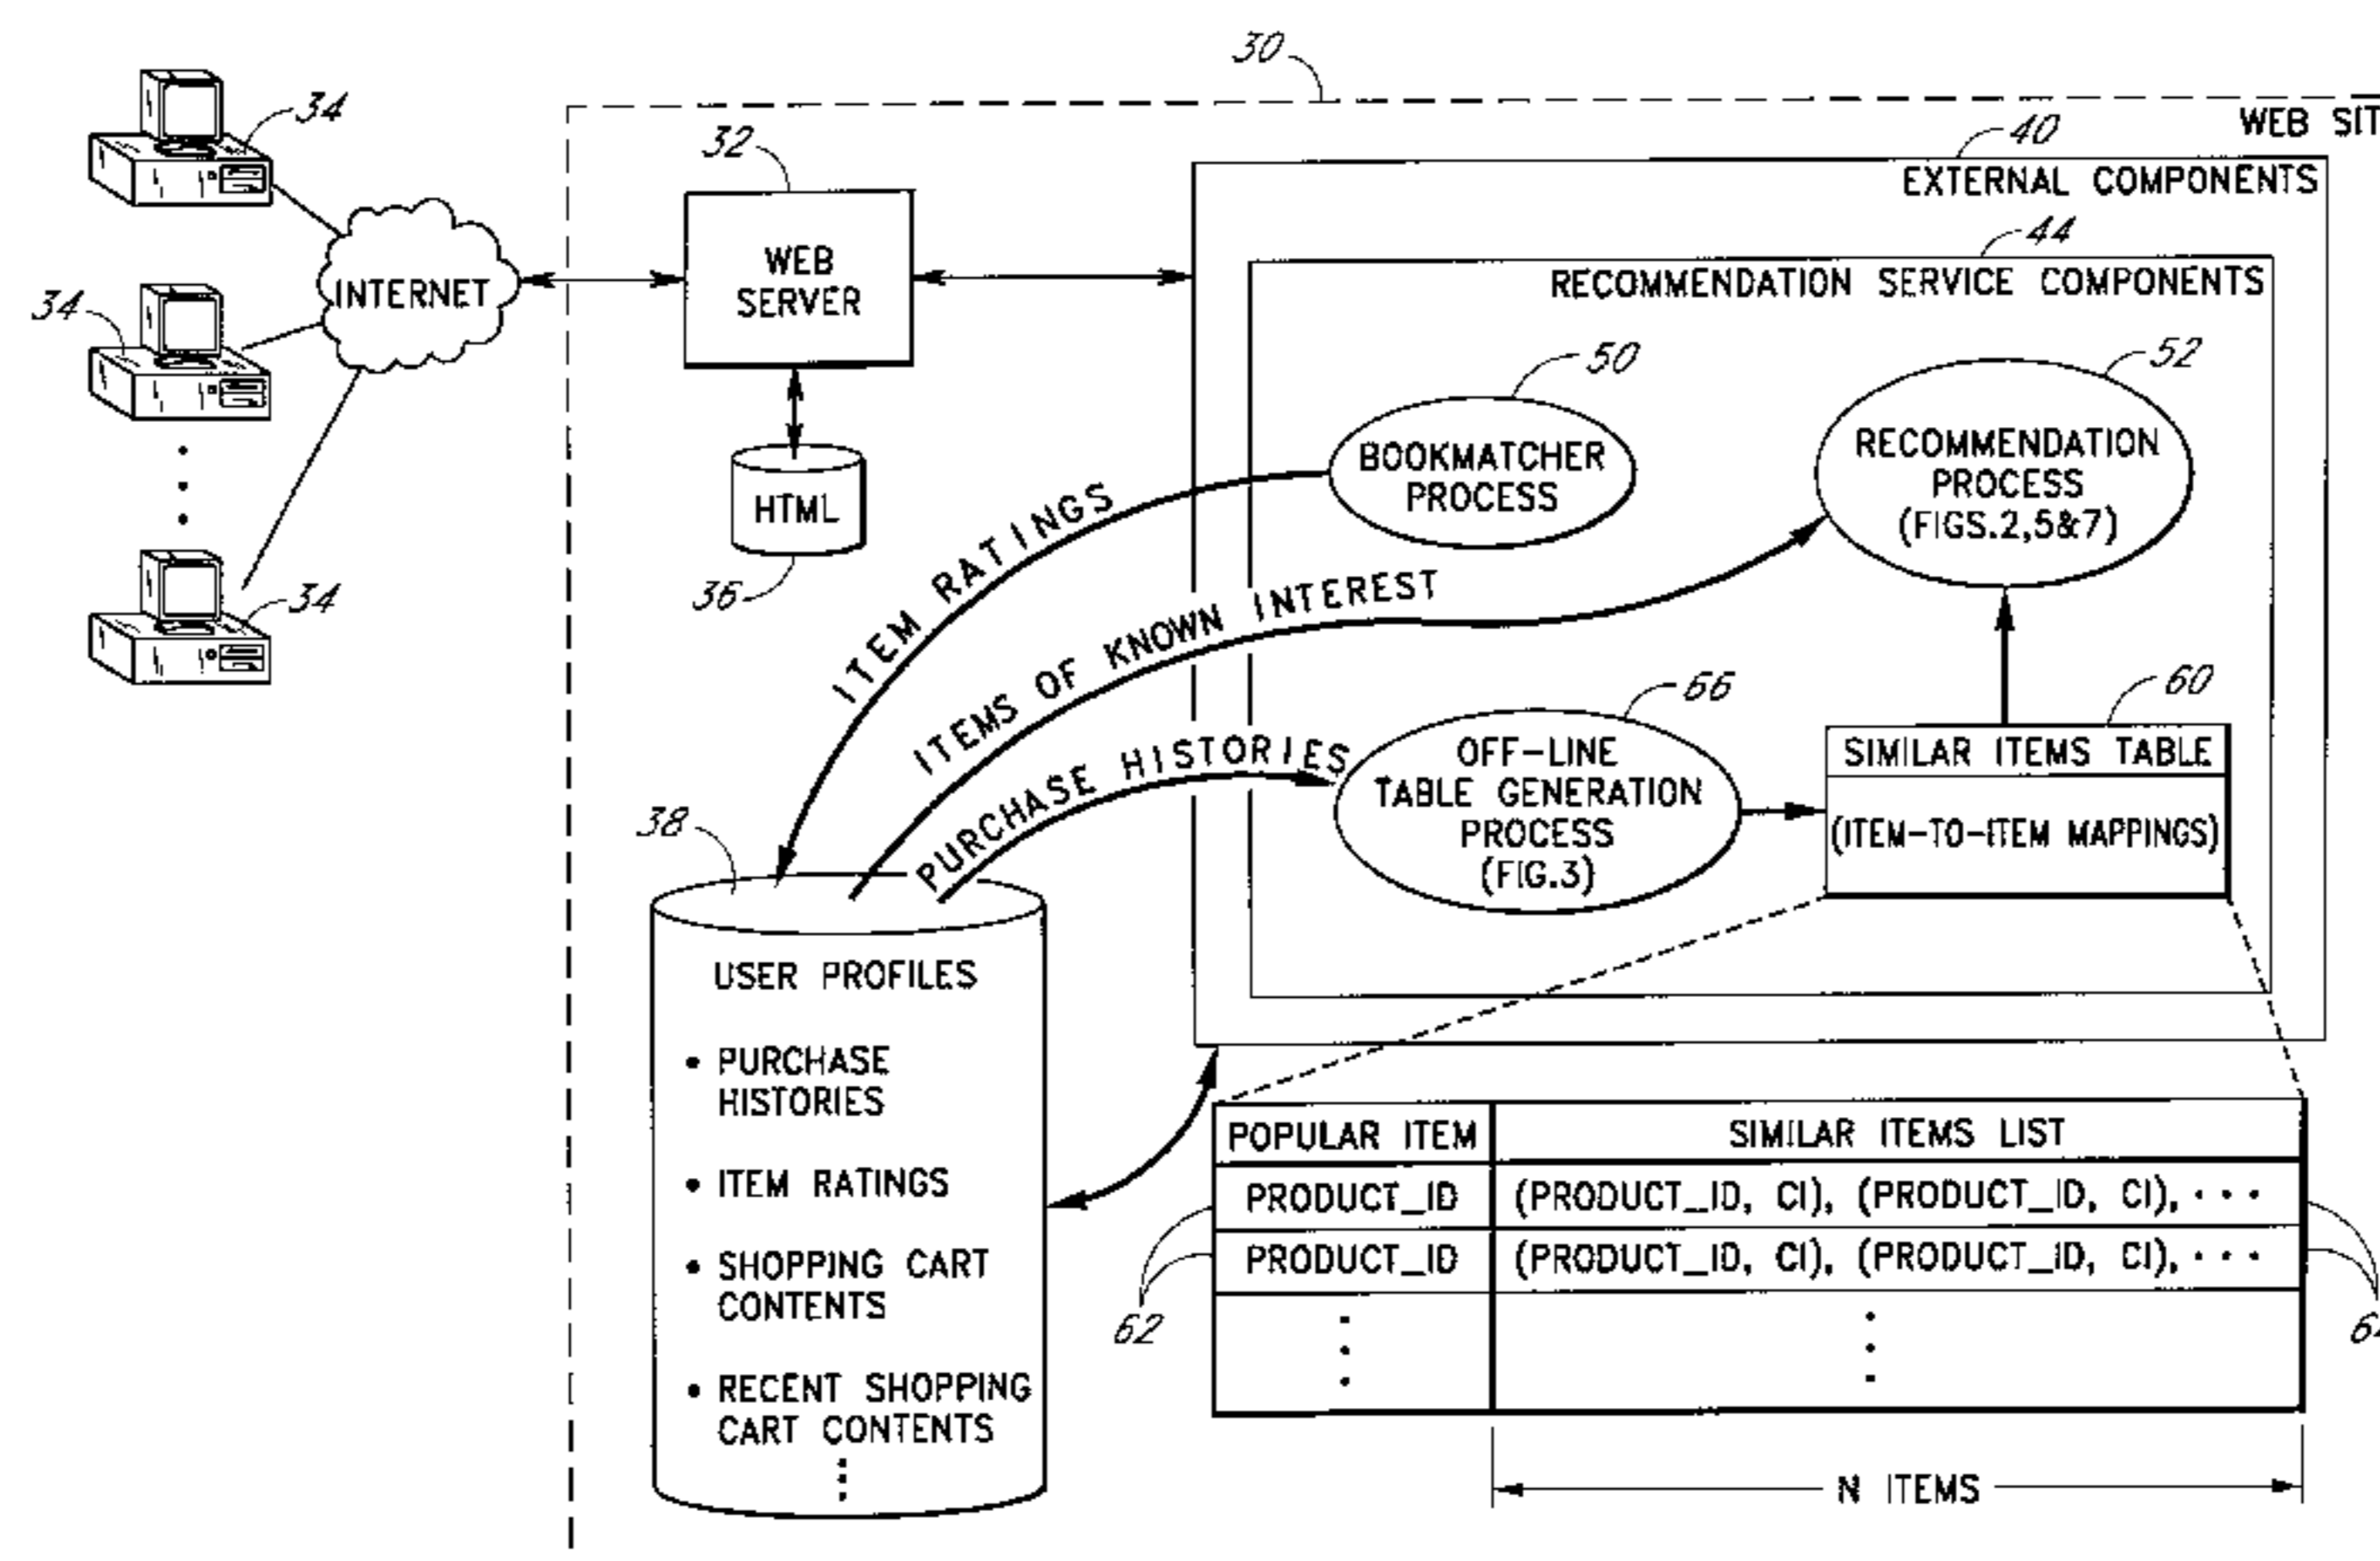 30
WEB SIT
34
32
40
EXTERNAL COMPONENTS
44
RECOMMENDATION SERVICE COMPONENTS
WEB
SERVER
INTERNET
34
50
52
BOOKMATCHER
PROCESS
RECOMMENDATION
PROCESS
(FIGS.2,5&7)
HTML
36
34
ITEM RATINGS
ITEMS OF KNOWN INTEREST
PURCHASE HISTORIES
66
60
OFF-LINE
TABLE GENERATION
PROCESS
(FIG.3)
SIMILAR ITEMS TABLE
(ITEM-TO-ITEM MAPPINGS)
38
USER PROFILES
• PURCHASE
HISTORIES
• ITEM RATINGS
• SHOPPING CART
CONTENTS
• RECENT SHOPPING
CART CONTENTS
POPULAR ITEM SIMILAR ITEMS LIST
PRODUCT_ID (PRODUCT_ID, CI), (PRODUCT_ID, CI), • • •
PRODUCT_ID (PRODUCT_ID, CI), (PRODUCT_ID, CI), • • •
62
N ITEMS